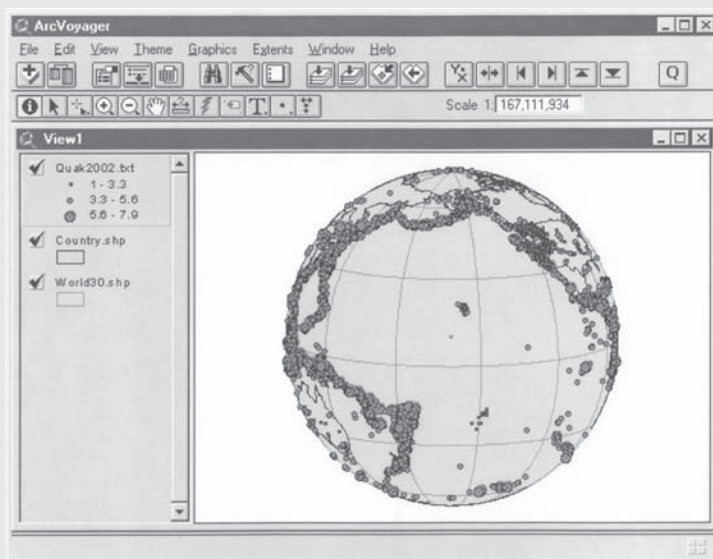 ArcVoyager
File Edit View Theme Graphics Extents Window Help
Q
Scale 1: 167,111,934
View1
Quak2002.txt
1 - 3.3
3.3 - 5.6
5.6 - 7.9
Country.shp
World30.shp